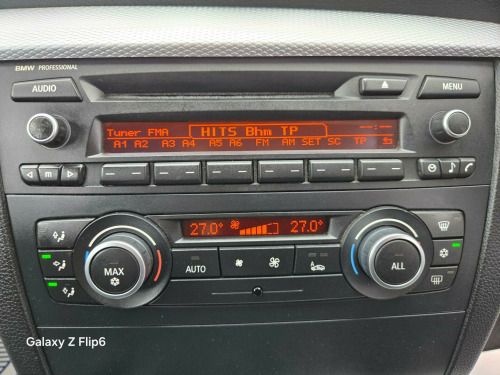 BMW PROFESSIONAL
AUDIO
MENU
--:--
Tuner FMA HITS Bhm TP
A1 A2 A3 A4 A5 A6 FM AM SET SC TP
M
27.0° 27.0°
MAX
AUTO
A
ALL
Galaxy Z Flip6